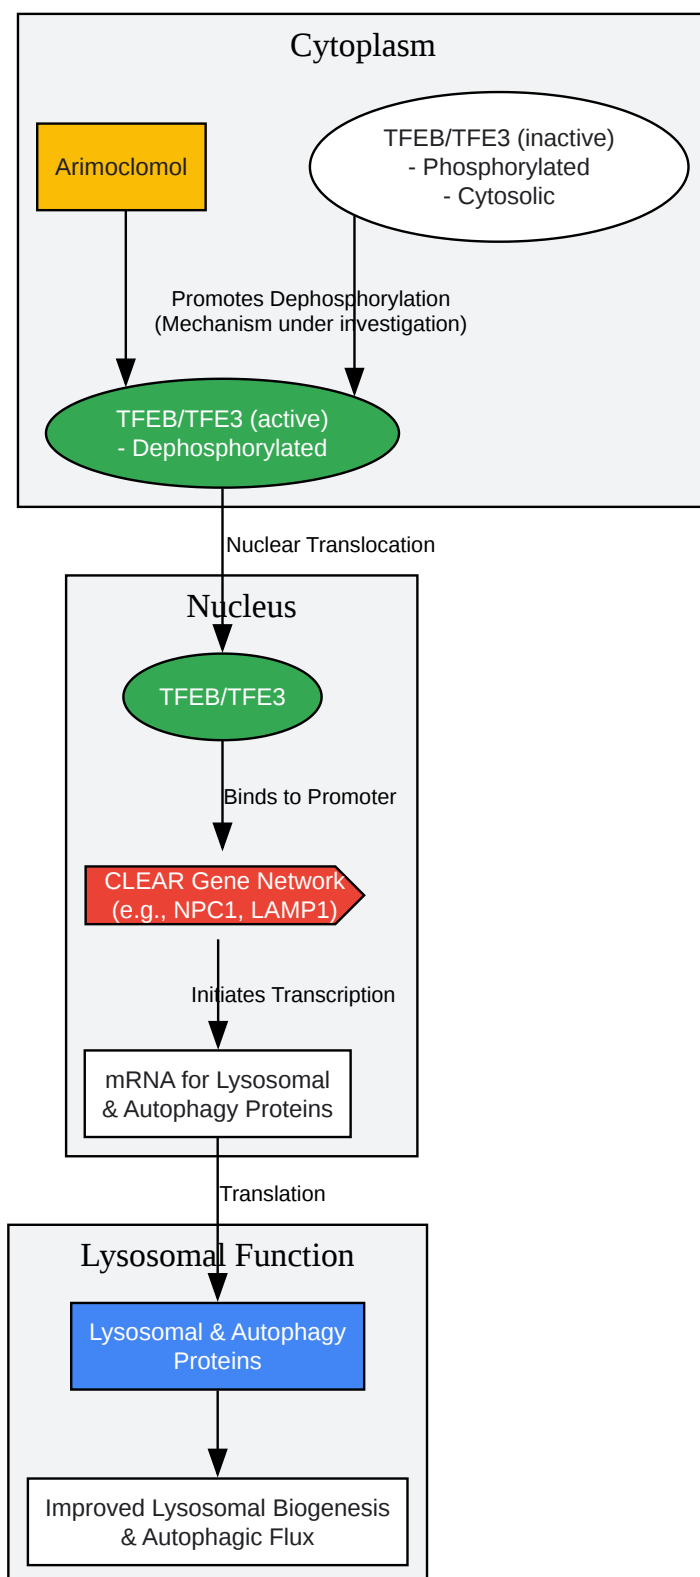 Cytoplasm
Arimoclomol
TFEB/TFE3 (inactive)
- Phosphorylated
- Cytosolic
Promotes Dephosphorylation
(Mechanism under investigation)
TFEB/TFE3 (active)
- Dephosphorylated
Nuclear Translocation
Nucleus
TFEB/TFE3
Binds to Promoter
CLEAR Gene Network
(e.g., NPC1, LAMP1)
Initiates Transcription
mRNA for Lysosomal
& Autophagy Proteins
Translation
Lysosomal Function
Lysosomal & Autophagy
Proteins
Improved Lysosomal Biogenesis
& Autophagic Flux